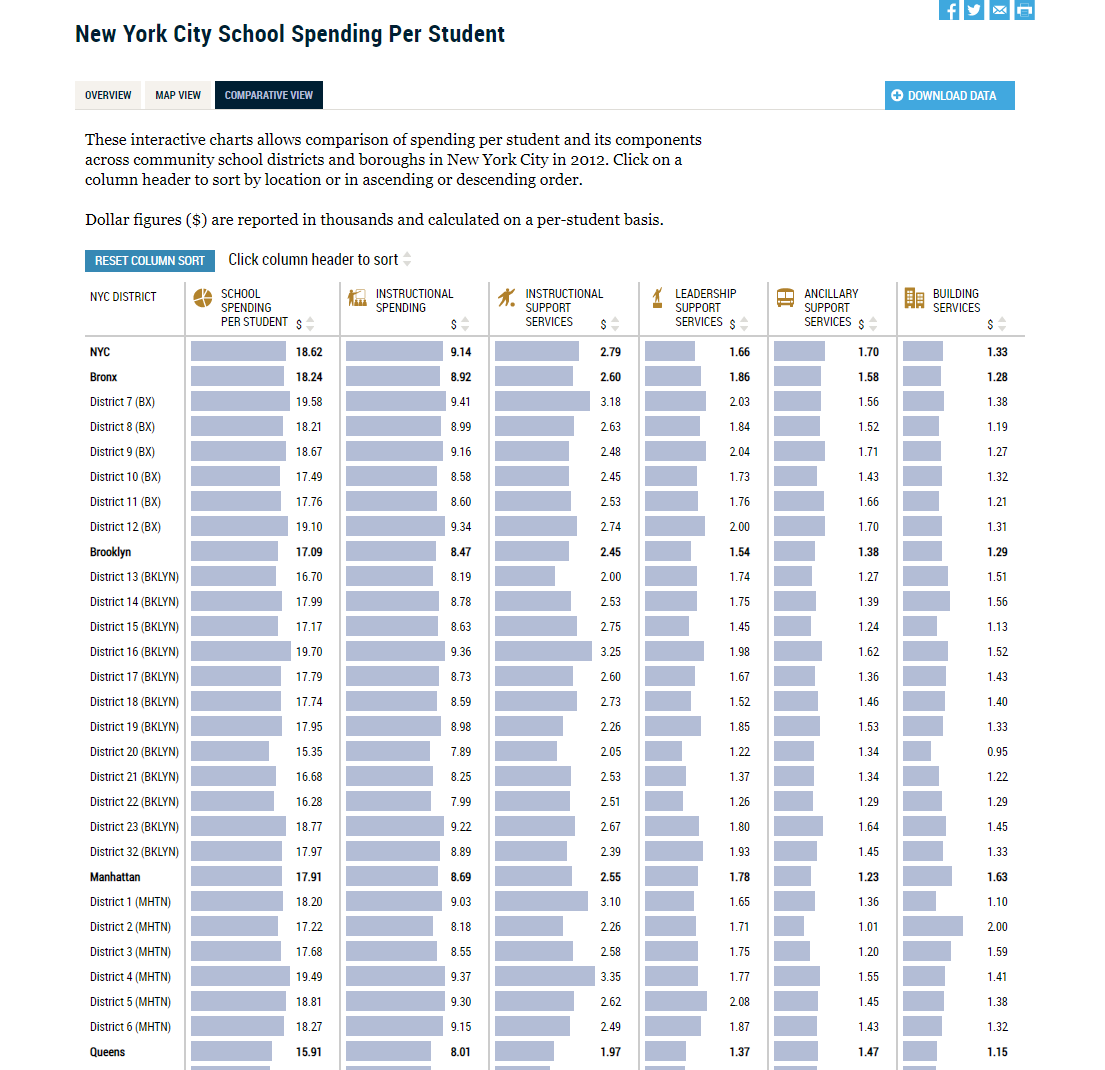 New York City School Spending Per Student
OVERVIEW MAP VIEW COMPARATIVE VIEW DOWNLOAD DATA
These interactive charts allows comparison of spending per student and its components
across community school districts and boroughs in New York City in 2012. Click on a
column header to sort by location or in ascending or descending order.
Dollar figures ($) are reported in thousands and calculated on a per-student basis.
RESET COLUMN SORT Click column header to sort
NYC DISTRICT SCHOOL SPENDING PER STUDENT $ INSTRUCTIONAL SPENDING $ INSTRUCTIONAL SUPPORT SERVICES $ LEADERSHIP SUPPORT SERVICES $ ANCILLARY SUPPORT SERVICES $ BUILDING SERVICES $
NYC 18.62 9.14 2.79 1.66 1.70 1.33
Bronx 18.24 8.92 2.60 1.86 1.58 1.28
District 7 (BX) 19.58 9.41 3.18 2.03 1.56 1.38
District 8 (BX) 18.21 8.99 2.63 1.84 1.52 1.19
District 9 (BX) 18.67 9.16 2.48 2.04 1.71 1.27
District 10 (BX) 17.49 8.58 2.45 1.73 1.43 1.32
District 11 (BX) 17.76 8.60 2.53 1.76 1.66 1.21
District 12 (BX) 19.10 9.34 2.74 2.00 1.70 1.31
Brooklyn 17.09 8.47 2.45 1.54 1.38 1.29
District 13 (BKLYN) 16.70 8.19 2.00 1.74 1.27 1.51
District 14 (BKLYN) 17.99 8.78 2.53 1.75 1.39 1.56
District 15 (BKLYN) 17.17 8.63 2.75 1.45 1.24 1.13
District 16 (BKLYN) 19.70 9.36 3.25 1.98 1.62 1.52
District 17 (BKLYN) 17.79 8.73 2.60 1.67 1.36 1.43
District 18 (BKLYN) 17.74 8.59 2.73 1.52 1.46 1.40
District 19 (BKLYN) 17.95 8.98 2.26 1.85 1.53 1.33
District 20 (BKLYN) 15.35 7.89 2.05 1.22 1.34 0.95
District 21 (BKLYN) 16.68 8.25 2.53 1.37 1.34 1.22
District 22 (BKLYN) 16.28 7.99 2.51 1.26 1.29 1.29
District 23 (BKLYN) 18.77 9.22 2.67 1.80 1.64 1.45
District 32 (BKLYN) 17.97 8.89 2.39 1.93 1.45 1.33
Manhattan 17.91 8.69 2.55 1.78 1.23 1.63
District 1 (MHTN) 18.20 9.03 3.10 1.65 1.36 1.10
District 2 (MHTN) 17.22 8.18 2.26 1.71 1.01 2.00
District 3 (MHTN) 17.68 8.55 2.58 1.75 1.20 1.59
District 4 (MHTN) 19.49 9.37 3.35 1.77 1.55 1.41
District 5 (MHTN) 18.81 9.30 2.62 2.08 1.45 1.38
District 6 (MHTN) 18.27 9.15 2.49 1.87 1.43 1.32
Queens 15.91 8.01 1.97 1.37 1.47 1.15